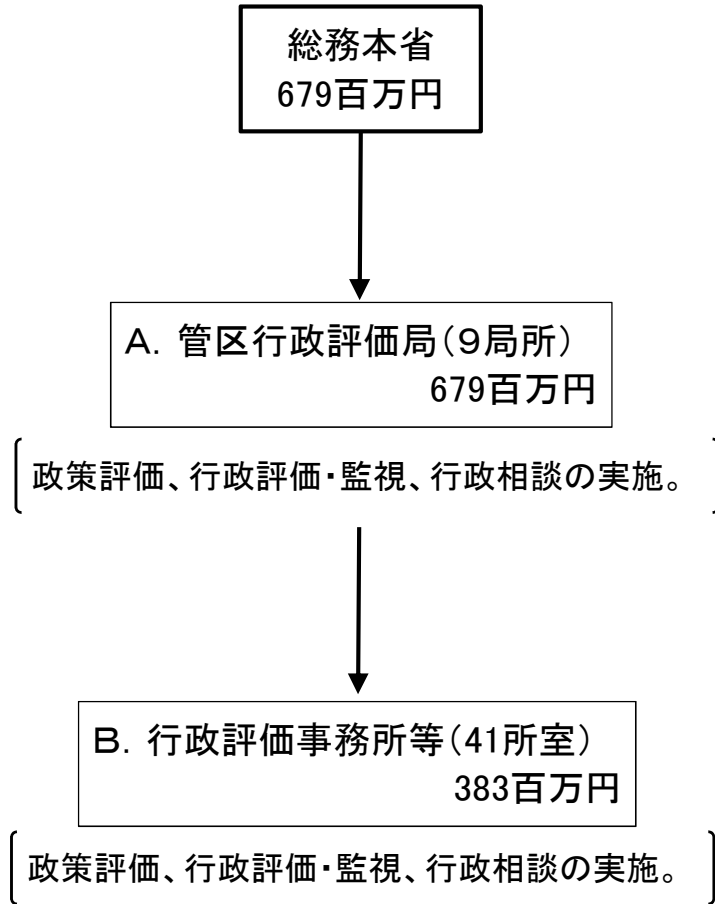 総務本省
679百万円
A．管区行政評価局（9局所）
679百万円
政策評価、行政評価・監視、行政相談の実施。
B．行政評価事務所等（41所室）
383百万円
政策評価、行政評価・監視、行政相談の実施。